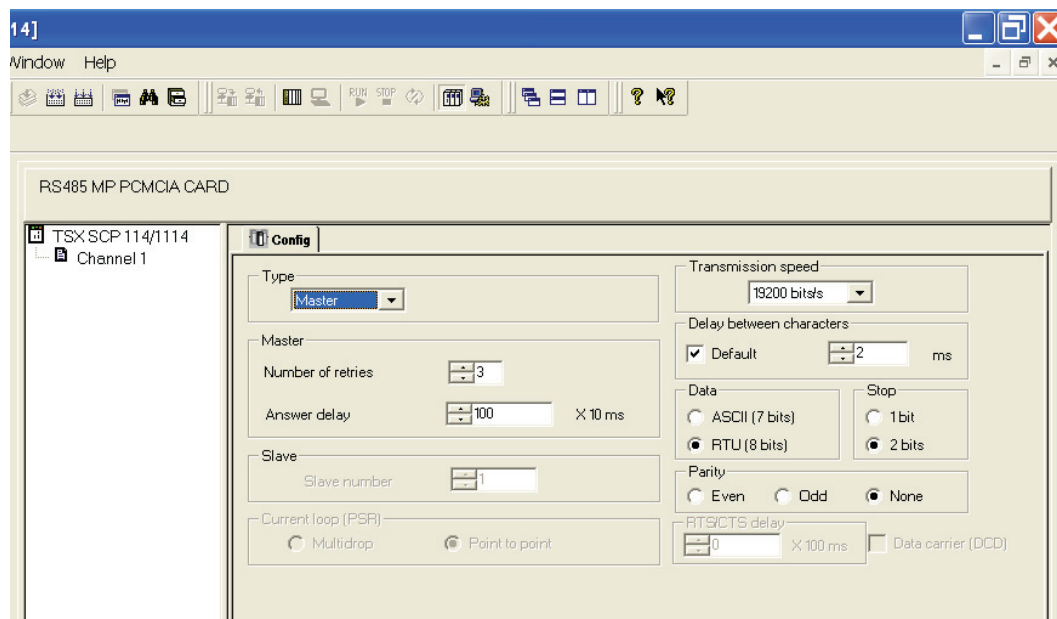 14]
Window Help
RUN STOP
RS485 MP PCMCIA CARD
TSX SCP 114/1114
Channel 1
Config
Type
Master
Master
Number of retries 3
Answer delay 100 X 10 ms
Slave
Slave number 1
Current loop (PSR)
Multidrop Point to point
Transmission speed
19200 bits/s
Delay between characters
Default 2 ms
Data
ASCII (7 bits)
RTU (8 bits)
Stop
1 bit
2 bits
Parity
Even Odd None
RTS/CTS delay
0 X 100 ms Data carrier (DCD)